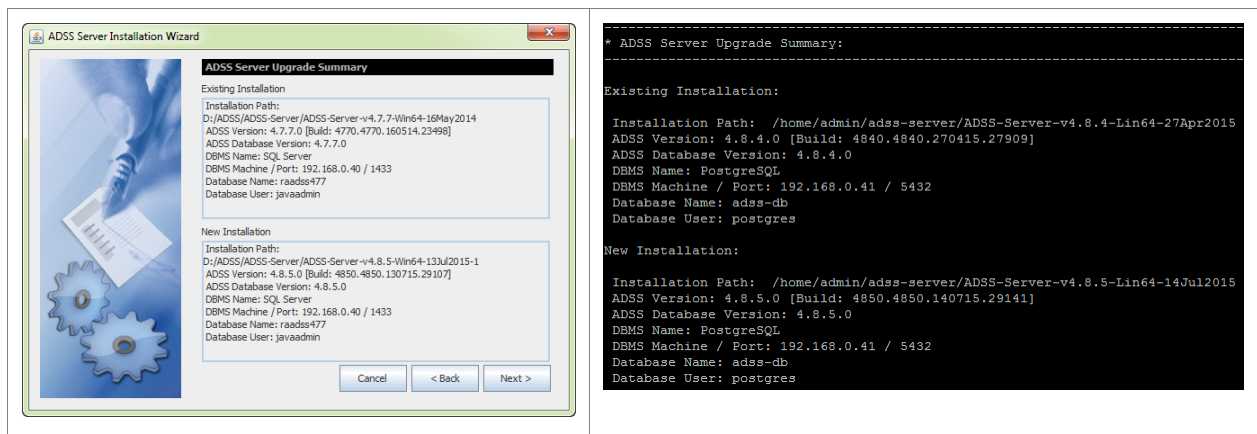 ADSS Server Installation Wizard
ADSS Server Upgrade Summary
Existing Installation
Installation Path:
D:/ADSS/ADSS-Server/ADSS-Server-v4.7.7-Win64-16May2014
ADSS Version: 4.7.7.0 [Build: 4770.4770.160514.23498]
ADSS Database Version: 4.7.7.0
DBMS Name: SQL Server
DBMS Machine / Port: 192.168.0.40 / 1433
Database Name: raadss477
Database User: javaadmin
New Installation
Installation Path:
D:/ADSS/ADSS-Server/ADSS-Server-v4.8.5-Win64-13Jul2015-1
ADSS Version: 4.8.5.0 [Build: 4850.4850.130715.29107]
ADSS Database Version: 4.8.5.0
DBMS Name: SQL Server
DBMS Machine / Port: 192.168.0.40 / 1433
Database Name: raadss477
Database User: javaadmin
Cancel
< Back
Next >
* ADSS Server Upgrade Summary:
Existing Installation:
Installation Path:  /home/admin/adss-server/ADSS-Server-v4.8.4-Lin64-27Apr2015
ADSS Version: 4.8.4.0 [Build: 4840.4840.270415.27909]
ADSS Database Version: 4.8.4.0
DBMS Name: PostgreSQL
DBMS Machine / Port: 192.168.0.41 / 5432
Database Name: adss-db
Database User: postgres
New Installation:
Installation Path:  /home/admin/adss-server/ADSS-Server-v4.8.5-Lin64-14Jul2015
ADSS Version: 4.8.5.0 [Build: 4850.4850.140715.29141]
ADSS Database Version: 4.8.5.0
DBMS Name: PostgreSQL
DBMS Machine / Port: 192.168.0.41 / 5432
Database Name: adss-db
Database User: postgres